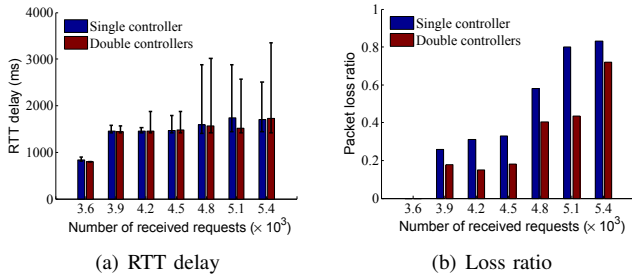 Single controller
Double controllers
4000
3000
2000
1000
0
RTT delay (ms)
3.6 3.9 4.2 4.5 4.8 5.1 5.4
Number of received requests (× 10³)
(a) RTT delay
Single controller
Double controllers
1
0.8
0.6
0.4
0.2
0
Packet loss ratio
3.6 3.9 4.2 4.5 4.8 5.1 5.4
Number of received requests (× 10³)
(b) Loss ratio